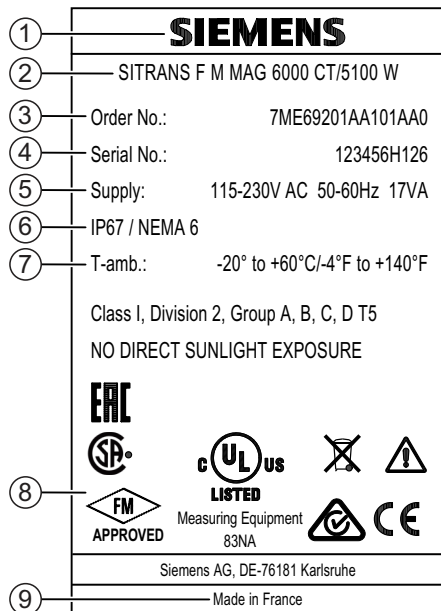 ① SIEMENS
② SITRANS F M MAG 6000 CT/5100 W
③ Order No.: 7ME69201AA101AA0
④ Serial No.: 123456H126
⑤ Supply: 115-230V AC 50-60Hz 17VA
⑥ IP67 / NEMA 6
⑦ T-amb.: -20° to +60°C/-4°F to +140°F
Class I, Division 2, Group A, B, C, D T5
NO DIRECT SUNLIGHT EXPOSURE
EAC
SA
C UL US
LISTED
⑧ FM
APPROVED
Measuring Equipment
83NA
CE
Siemens AG, DE-76181 Karlsruhe
⑨ Made in France